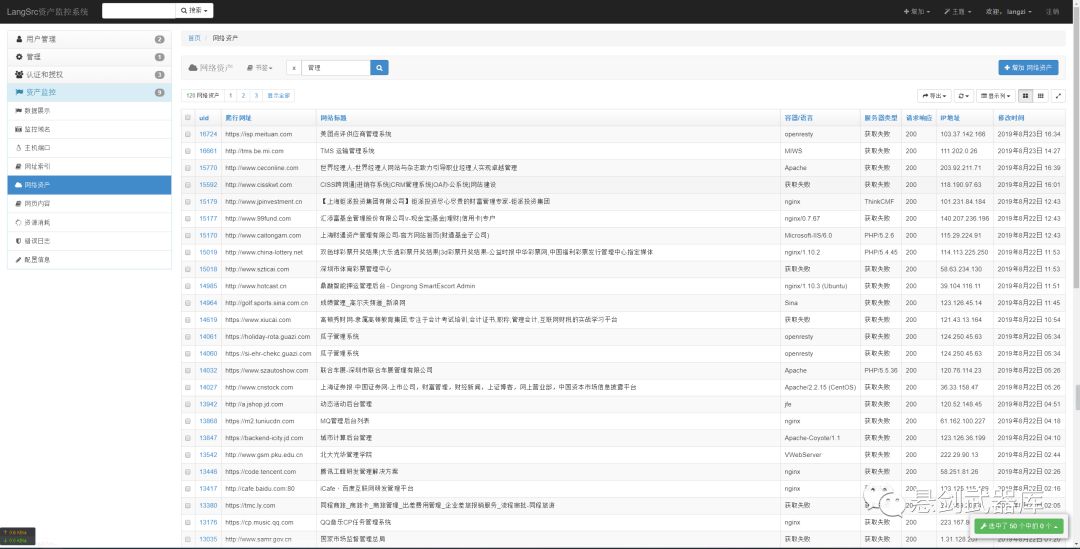 LangSrc资产监控系统 搜索 增加 主题 欢迎, langzi 注销
用户管理 2
管理 1
认证和授权 3
资产监控 9
数据展示
监控域名
主机端口
网址索引
网络资产
网页内容
资源消耗
错误日志
配置信息
首页 / 网络资产
网络资产 书签 x 管理 增加 网络资产
120 网络资产 1 2 3 显示全部 导出 显示列
uid 爬行网址 网站标题 容器/语言 服务器类型 请求响应 IP地址 修改时间
16724 https://isp.meituan.com 美团点评供应商管理系统 openresty 获取失败 200 103.37.142.166 2019年8月23日 16:34
16661 http://tms.be.mi.com TMS 运输管理系统 MIWS 获取失败 200 111.202.0.26 2019年8月23日 14:27
15770 http://www.ceconline.com 世界经理人-世界经理人网站与杂志致力引导职业经理人实现卓越管理 Apache 获取失败 200 203.92.211.71 2019年8月22日 16:39
15592 http://www.cisskwt.com CISS跨网通|进销存系统|CRM管理系统|OA办公系统|网站建设 获取失败 获取失败 200 118.190.97.63 2019年8月22日 16:01
15179 http://www.jpinvestment.cn 【上海钜派投资集团有限公司】钜派投资尽心尽责的财富管理专家-钜派投资集团 nginx ThinkCMF 200 101.231.84.184 2019年8月22日 12:43
15177 http://www.99fund.com 汇添富基金管理股份有限公司\r-现金宝|基金|理财|信用卡|专户 nginx/0.7.67 获取失败 200 140.207.236.196 2019年8月22日 12:43
15170 http://www.caitongam.com 上海财通资产管理有限公司-官方网站首页(财通基金子公司) Microsoft-IIS/6.0 PHP/5.2.6 200 115.29.224.91 2019年8月22日 12:43
15019 http://www.china-lottery.net 双色球彩票开奖结果|大乐透彩票开奖结果|3d彩票开奖结果-公益时报中华彩票网,中国福利彩票发行管理中心指定媒体 nginx/1.10.2 PHP/5.4.45 200 114.113.225.250 2019年8月22日 11:53
15018 http://www.szticai.com 深圳市体育彩票管理中心 获取失败 获取失败 200 58.63.234.130 2019年8月22日 11:53
14985 http://www.hotcast.cn 鼎融智能押运管理后台 - Dingrong SmartEscort Admin nginx/1.10.3 (Ubuntu) 获取失败 200 39.104.116.11 2019年8月22日 11:51
14964 http://golf.sports.sina.com.cn 成绩管理_高尔夫频道_新浪网 Sina 获取失败 200 123.126.45.14 2019年8月22日 11:45
14619 https://www.xiucai.com 高顿秀财网-隶属高顿教育集团,专注于会计考试培训,会计证书,职称,管理会计,互联网财税的实战学习平台 获取失败 获取失败 200 121.43.13.164 2019年8月22日 10:54
14061 https://holiday-rota.guazi.com 瓜子管理系统 openresty 获取失败 200 124.250.45.63 2019年8月22日 05:34
14060 https://si-ehr-chekc.guazi.com 瓜子管理系统 openresty 获取失败 200 124.250.45.63 2019年8月22日 05:34
14032 https://www.szautoshow.com 联合车展-深圳市联合车展管理有限公司 Apache PHP/5.5.36 200 120.76.114.23 2019年8月22日 05:26
14027 http://www.cnstock.com 上海证券报·中国证券网-上市公司，财富管理，财经新闻，上证博客，网上营业部，中国资本市场信息披露平台 Apache/2.2.15 (CentOS) 获取失败 200 36.33.158.47 2019年8月22日 05:26
13942 http://a.jshop.jd.com 动态活动后台管理 jfe 获取失败 200 120.52.148.45 2019年8月22日 04:51
13868 https://m2.tuniucdn.com MQ管理后台列表 nginx 获取失败 200 61.162.100.227 2019年8月22日 04:18
13847 https://backend-icity.jd.com 城市计算后台管理 Apache-Coyote/1.1 获取失败 200 123.126.36.199 2019年8月22日 04:10
13542 http://www.gsm.pku.edu.cn 北大光华管理学院 VWebServer 获取失败 200 222.29.90.13 2019年8月22日 02:44
13446 https://code.tencent.com 腾讯工蜂研发管理解决方案 nginx 获取失败 200 58.251.81.26 2019年8月22日 02:26
13417 http://cafe.baidu.com:80 iCafe - 百度互联网研发管理平台 nginx 获取失败 200 2019年8月22日 02:16
13380 https://tmc.ly.com 同程商旅_商旅卡_商旅管理_出差费用管理_企业差旅报销服务_流程审批-同程旅游 获取失败 获取失败 200 2019年8月22日 02:05
13176 https://cp.music.qq.com QQ音乐CP任务管理系统 nginx 获取失败 200
13035 http://www.samr.gov.cn 国家市场监督管理总局 获取失败 获取失败 200
悬剑武器库
选中了 50 个中的 0 个